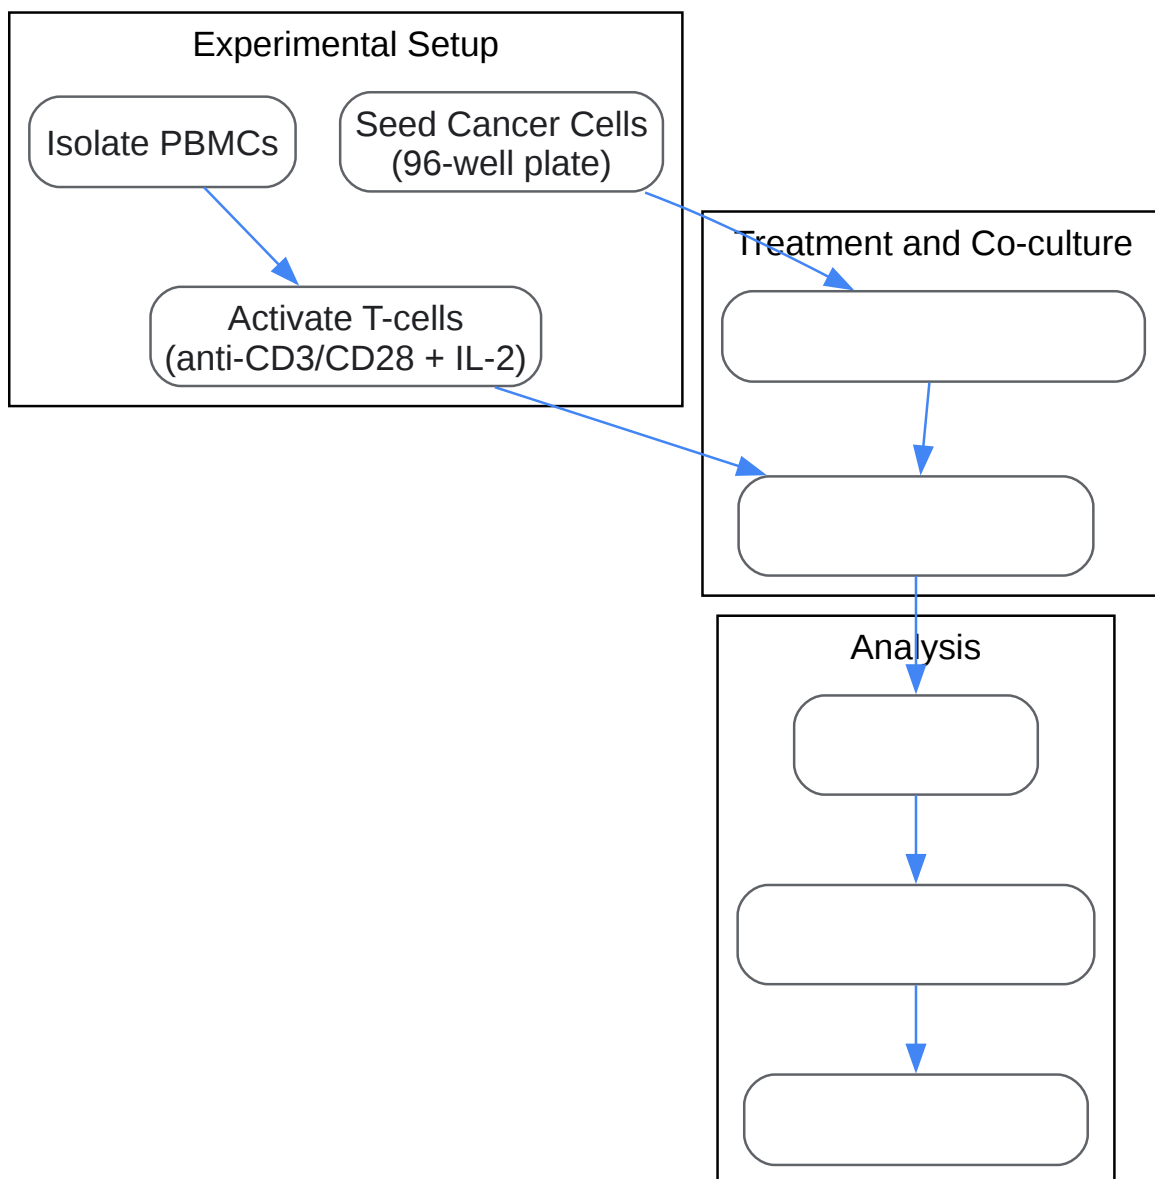 Experimental Setup
Isolate PBMCs
Seed Cancer Cells
(96-well plate)
Activate T-cells
(anti-CD3/CD28 + IL-2)
Treatment and Co-culture
Analysis